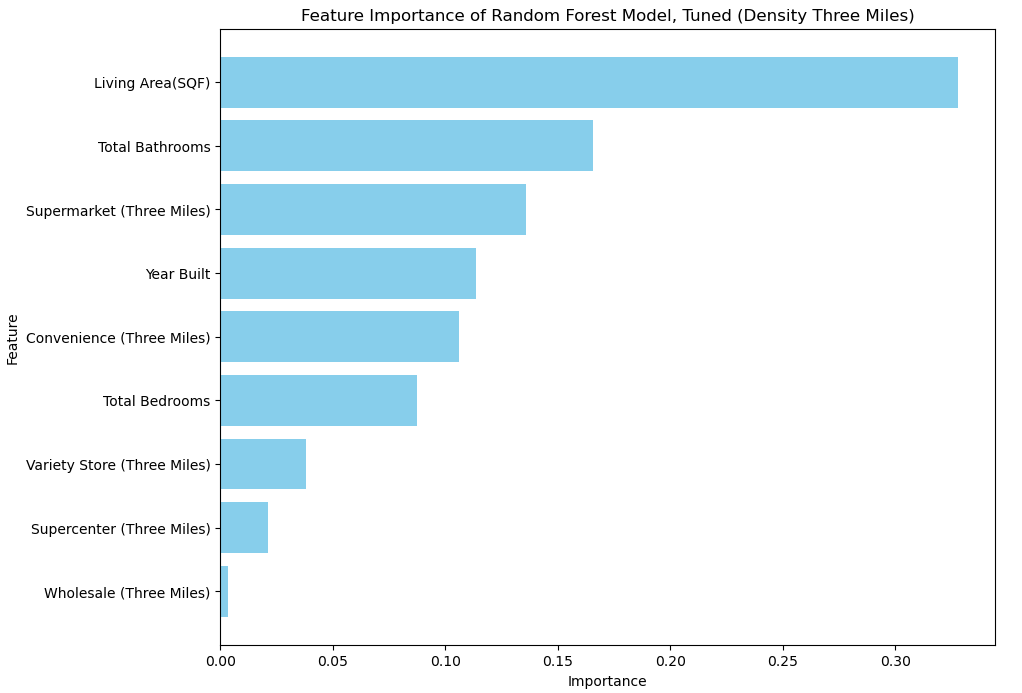 Feature Importance of Random Forest Model, Tuned (Density Three Miles)
Feature
Living Area(SQF)
Total Bathrooms
Supermarket (Three Miles)
Year Built
Convenience (Three Miles)
Total Bedrooms
Variety Store (Three Miles)
Supercenter (Three Miles)
Wholesale (Three Miles)
0.00 0.05 0.10 0.15 0.20 0.25 0.30
Importance